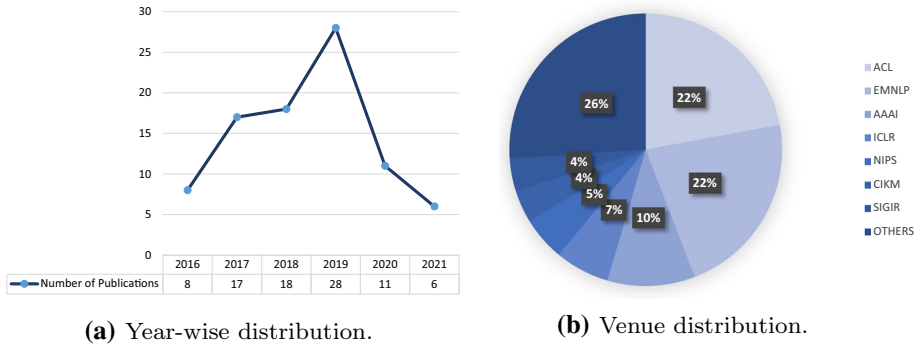 30
25
20
15
10
5
0
2016 2017 2018 2019 2020 2021
Number of Publications 8 17 18 28 11 6
(a) Year-wise distribution.
22%
22%
10%
7%
5%
4%
4%
26%
ACL
EMNLP
AAAI
ICLR
NIPS
CIKM
SIGIR
OTHERS
(b) Venue distribution.